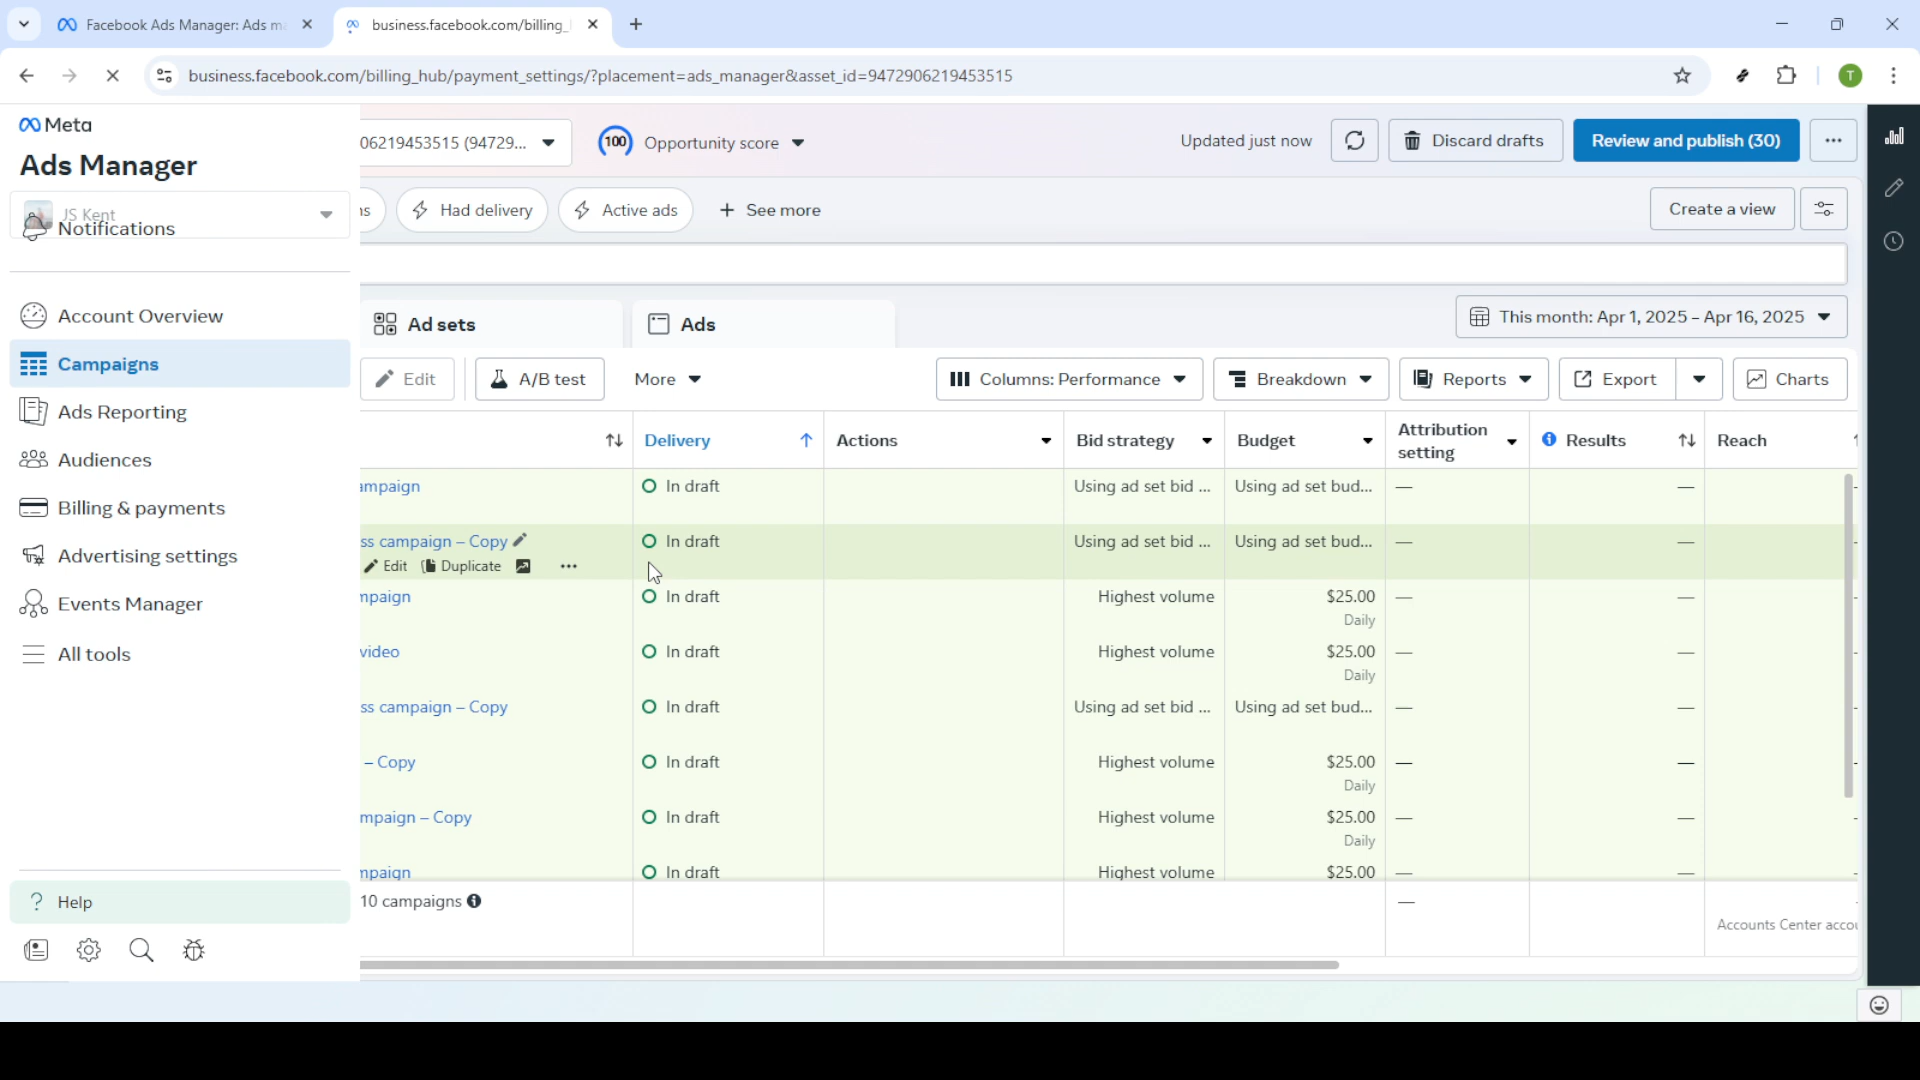 Facebook Ads Manager: Ads ma
business.facebook.com/billing_
business.facebook.com/billing_hub/payment_settings/?placement=ads_manager&asset_id=9472906219453515
T
Meta
Ads Manager
JS Kent
Notifications
Account Overview
Campaigns
Ads Reporting
Audiences
Billing & payments
Advertising settings
Events Manager
All tools
? Help
06219453515 (94729...
100 Opportunity score
Updated just now
Discard drafts
Review and publish (30)
...
ns
Had delivery
Active ads
+ See more
Create a view
Ad sets
Ads
This month: Apr 1, 2025 – Apr 16, 2025
Edit
A/B test
More
Columns: Performance
Breakdown
Reports
Export
Charts
Delivery
Actions
Bid strategy
Budget
Attribution
setting
Results
Reach
ampaign In draft Using ad set bid ... Using ad set bud... — —
ss campaign – Copy In draft Using ad set bid ... Using ad set bud... — —
Edit Duplicate ...
mpaign In draft Highest volume $25.00 — —
Daily
video In draft Highest volume $25.00 — —
Daily
ss campaign – Copy In draft Using ad set bid ... Using ad set bud... — —
– Copy In draft Highest volume $25.00 — —
Daily
mpaign – Copy In draft Highest volume $25.00 — —
Daily
mpaign In draft Highest volume $25.00 — —
10 campaigns —
Accounts Center accou